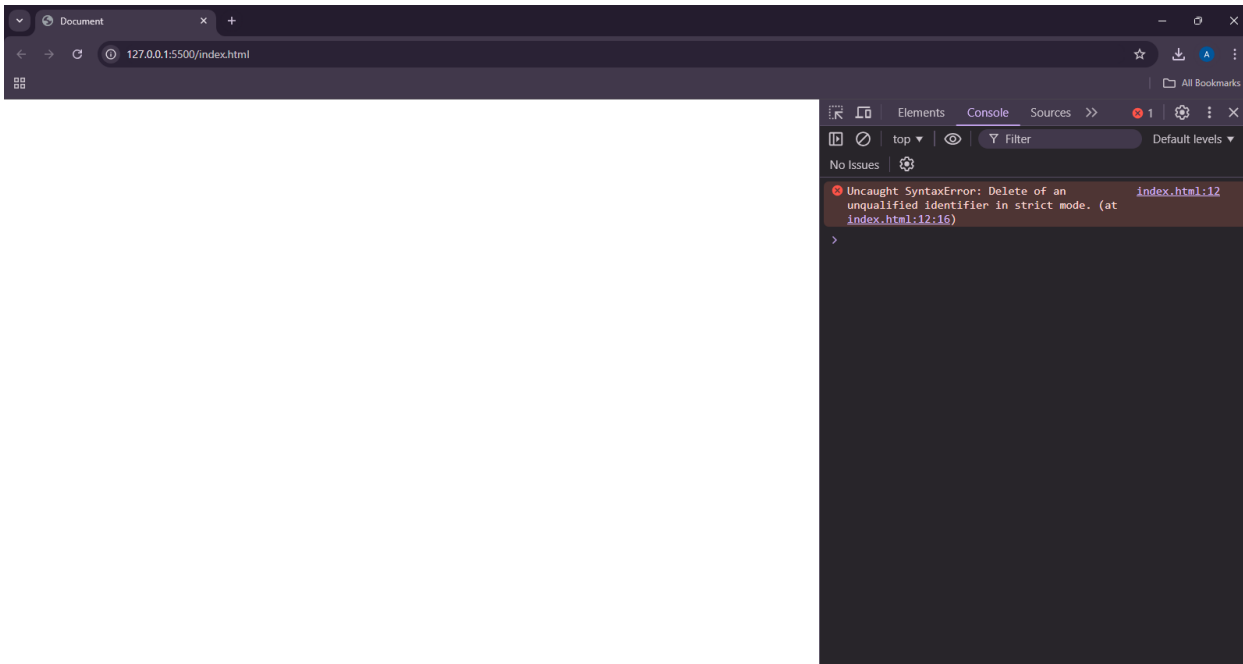 Document
127.0.0.1:5500/index.html
A
All Bookmarks
Elements Console Sources 1
top Filter Default levels
No Issues
Uncaught SyntaxError: Delete of an index.html:12
unqualified identifier in strict mode. (at
index.html:12:16)